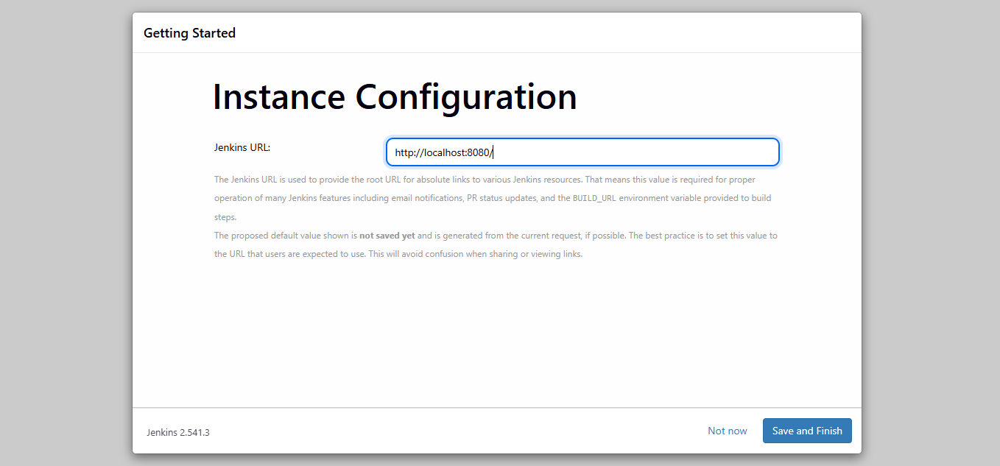 Getting Started
Instance Configuration
Jenkins URL:
http://localhost:8080/
The Jenkins URL is used to provide the root URL for absolute links to various Jenkins resources. That means this value is required for proper
operation of many Jenkins features including email notifications, PR status updates, and the BUILD_URL environment variable provided to build
steps.
The proposed default value shown is not saved yet and is generated from the current request, if possible. The best practice is to set this value to
the URL that users are expected to use. This will avoid confusion when sharing or viewing links.
Jenkins 2.541.3
Not now
Save and Finish